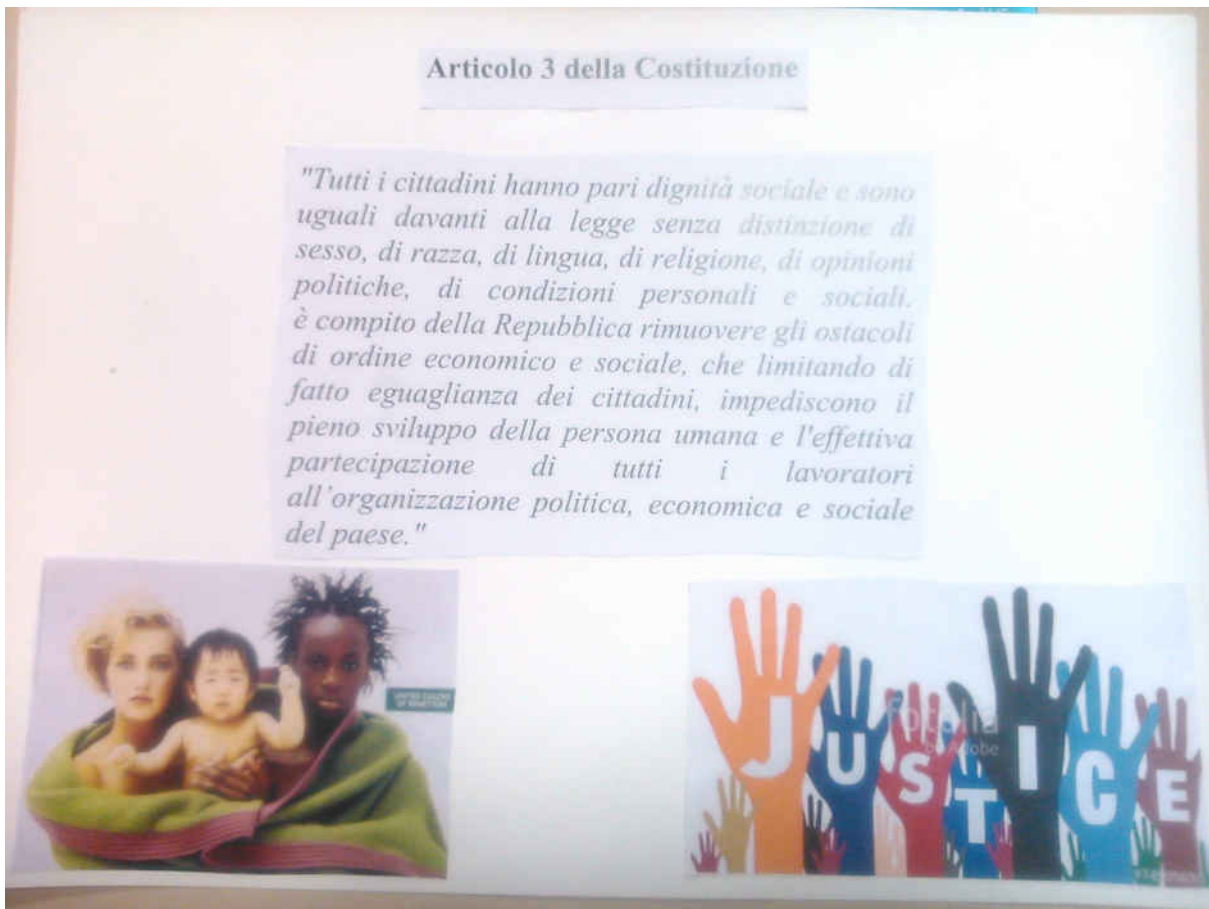 Articolo 3 della Costituzione
"Tutti i cittadini hanno pari dignità sociale e sono
uguali davanti alla legge senza distinzione di
sesso, di razza, di lingua, di religione, di opinioni
politiche, di condizioni personali e sociali.
è compito della Repubblica rimuovere gli ostacoli
di ordine economico e sociale, che limitando di
fatto eguaglianza dei cittadini, impediscono il
pieno sviluppo della persona umana e l'effettiva
partecipazione di tutti i lavoratori
all'organizzazione politica, economica e sociale
del paese."
UNITED COLORS
OF BENETTON
JUSTICE
fotolia
by Adobe